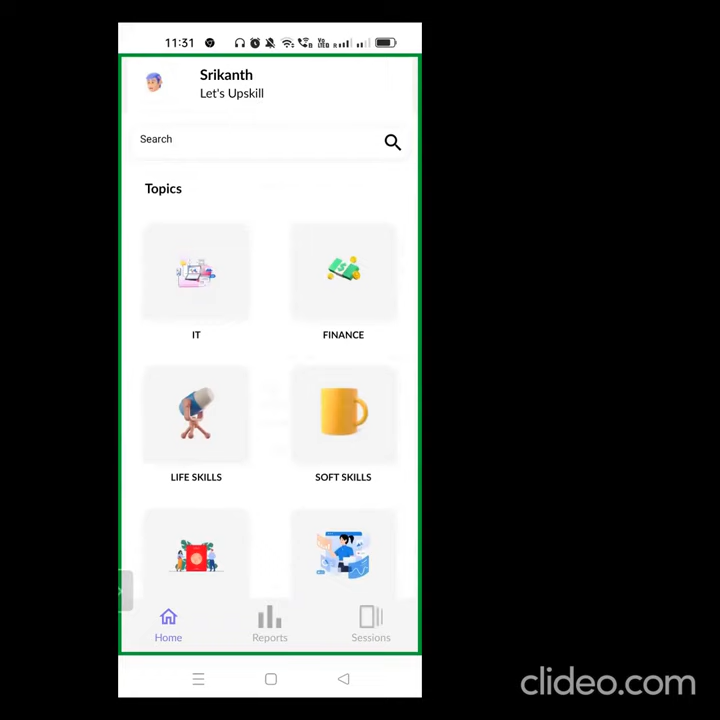 11:31
Srikanth
Let's Upskill
Search
Topics
IT
FINANCE
LIFE SKILLS
SOFT SKILLS
Home
Reports
Sessions
clideo.com